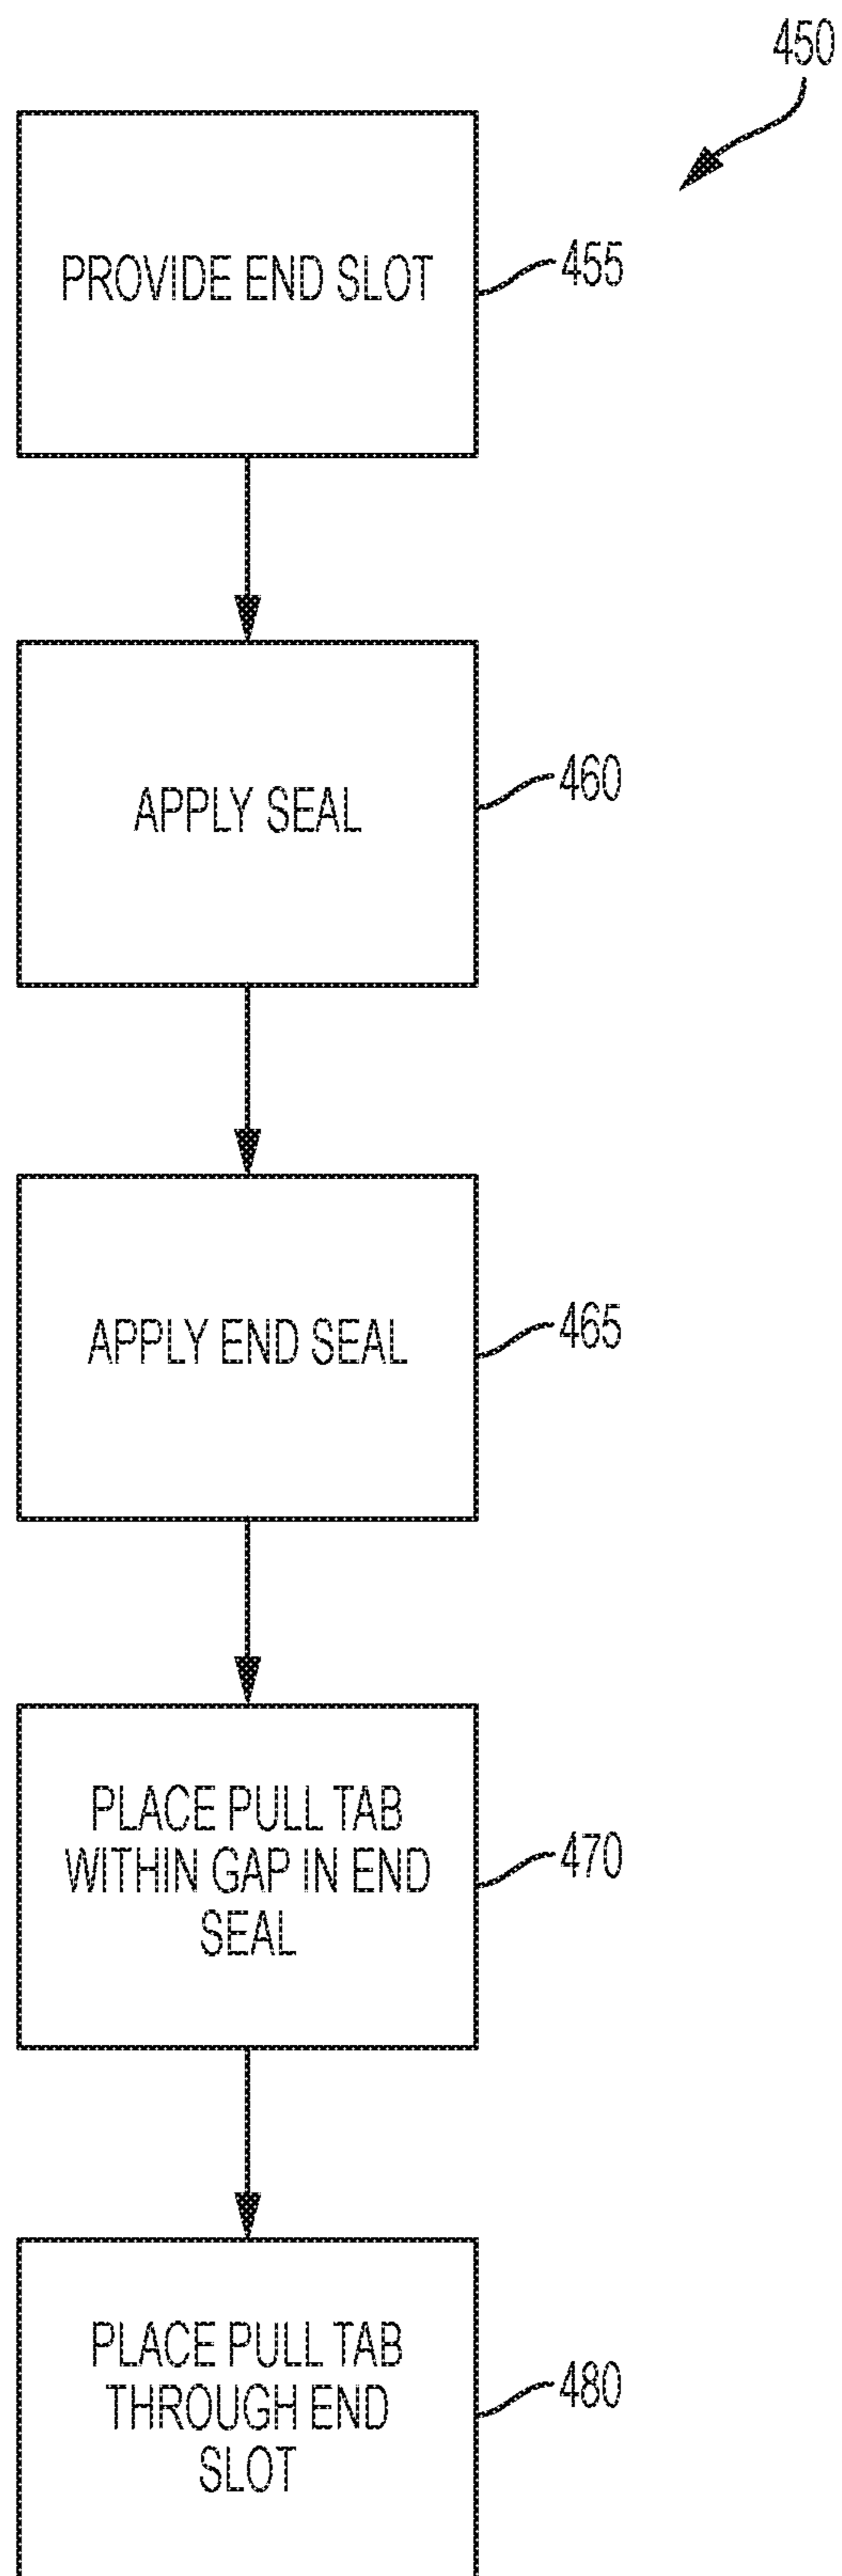 450
PROVIDE END SLOT
455
APPLY SEAL
460
APPLY END SEAL
465
PLACE PULL TAB
WITHIN GAP IN END
SEAL
470
PLACE PULL TAB
THROUGH END
SLOT
480